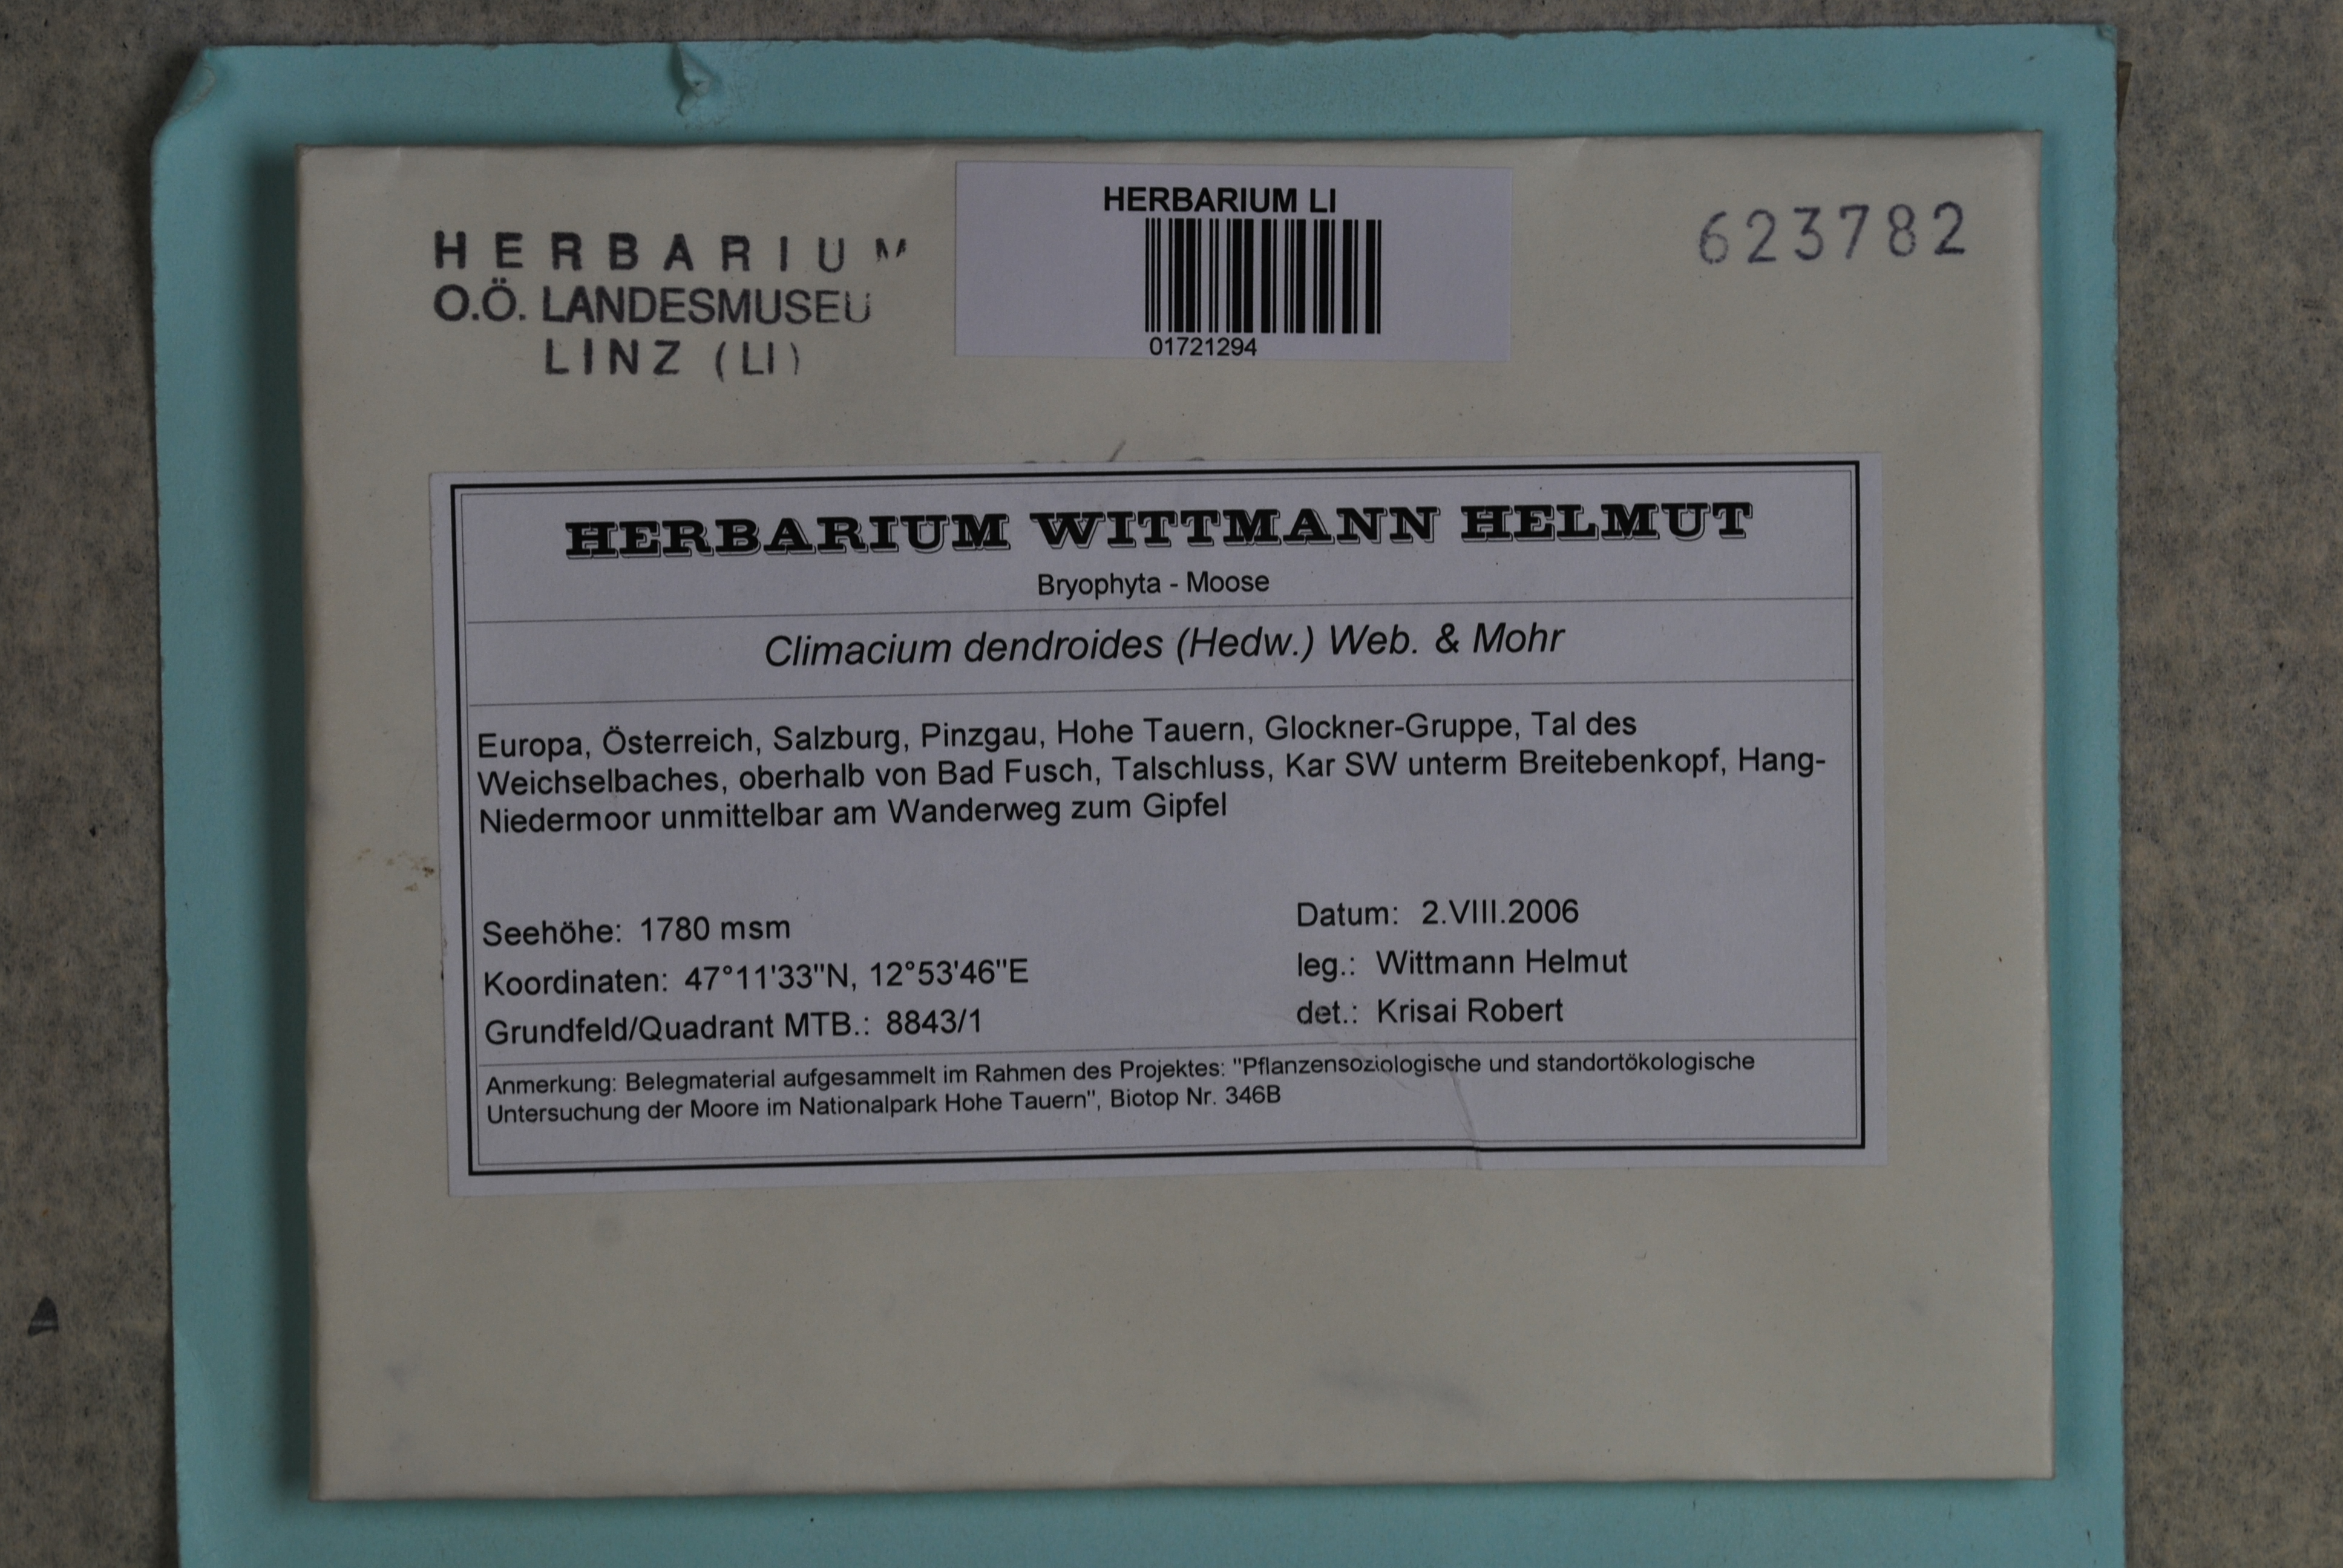 HERBARIUM
O.Ö. LANDESMUSEU
LINZ (LI)
HERBARIUM LI
01721294
623782
HERBARIUM WITTMANN HELMUT
Bryophyta - Moose
Climacium dendroides (Hedw.) Web. & Mohr
Europa, Österreich, Salzburg, Pinzgau, Hohe Tauern, Glockner-Gruppe, Tal des
Weichselbaches, oberhalb von Bad Fusch, Talschluss, Kar SW unterm Breitebenkopf, Hang-
Niedermoor unmittelbar am Wanderweg zum Gipfel
Seehöhe: 1780 msm
Koordinaten: 47°11'33"N, 12°53'46"E
Grundfeld/Quadrant MTB.: 8843/1
Datum: 2.VIII.2006
leg.: Wittmann Helmut
det.: Krisai Robert
Anmerkung: Belegmaterial aufgesammelt im Rahmen des Projektes: "Pflanzensoziologische und standortökologische
Untersuchung der Moore im Nationalpark Hohe Tauern", Biotop Nr. 346B